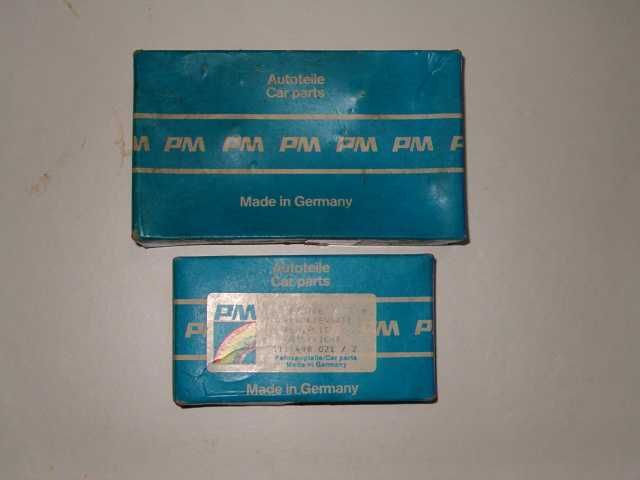 Autoteile
Car parts
PM PM PM PM PM
Made in Germany
Autoteile
Car parts
PM
PM
Fahrzeugteile/Car parts
Made in Germany
Made in Germany